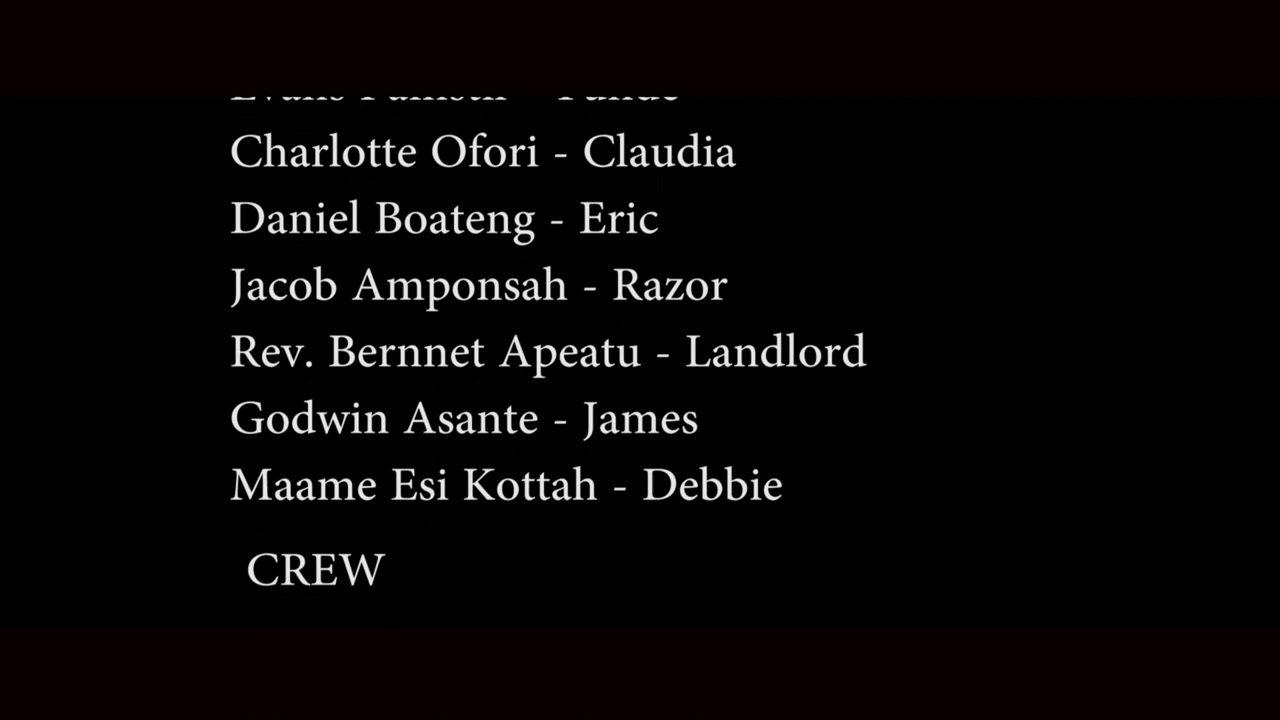 Evans
Charlotte Ofori - Claudia
Daniel Boateng - Eric
Jacob Amponsah - Razor
Rev. Bernnet Apeatu - Landlord
Godwin Asante - James
Maame Esi Kottah - Debbie
CREW